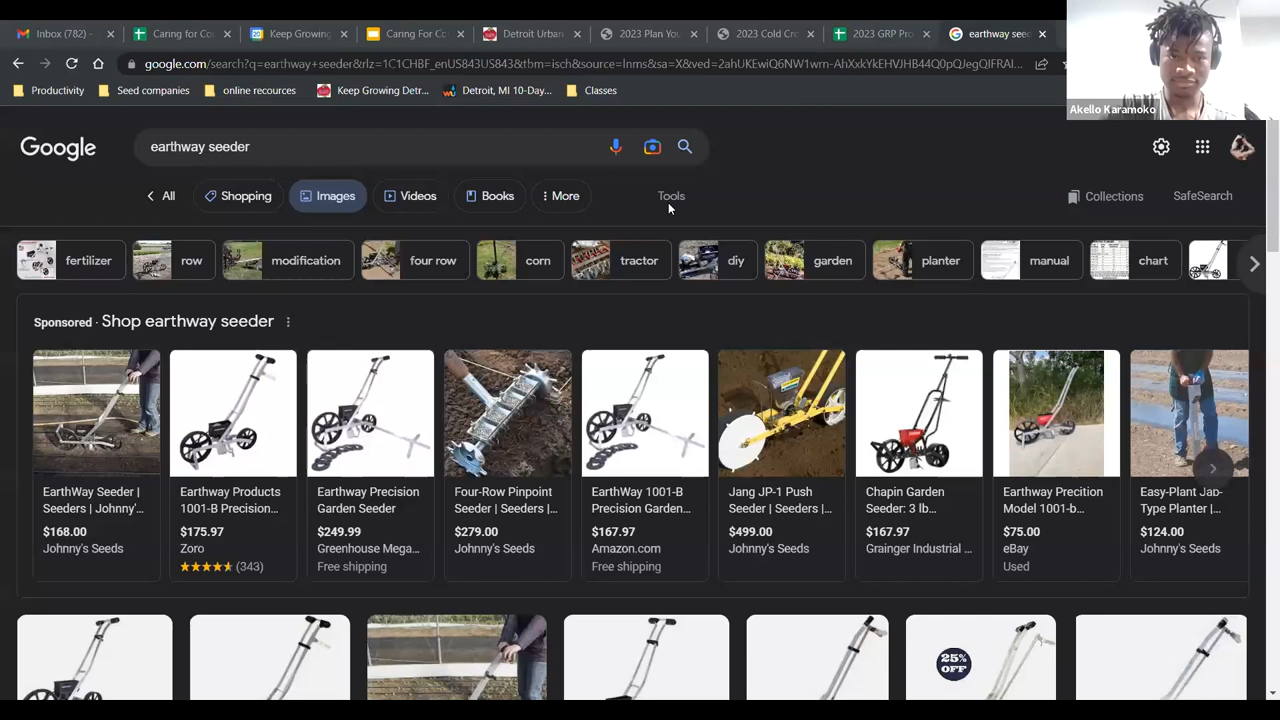 Inbox (782) -
Caring for Co
Keep Growing
Caring For Co
Detroit Urban
2023 Plan You
2023 Cold Cro
2023 GRP Pro
earthway seed
google.com/search?q=earthway+seeder&rlz=1C1CHBF_enUS843US843&tbm=isch&source=lnms&sa=X&ved=2ahUKEwiQ6NW1wrn-AhXxkYkEHVJHB44Q0pQJegQIFRAI...
Productivity
Seed companies
online recources
Keep Growing Detr...
Detroit, MI 10-Day...
Classes
Akello Karamoko
Google
earthway seeder
All
Shopping
Images
Videos
Books
More
Tools
Collections
SafeSearch
fertilizer
row
modification
four row
corn
tractor
diy
garden
planter
manual
chart
Sponsored · Shop earthway seeder
EarthWay Seeder |
Seeders | Johnny'...
$168.00
Johnny's Seeds
Earthway Products
1001-B Precision...
$175.97
Zoro
(343)
Earthway Precision
Garden Seeder
$249.99
Greenhouse Mega...
Free shipping
Four-Row Pinpoint
Seeder | Seeders |...
$279.00
Johnny's Seeds
EarthWay 1001-B
Precision Garden...
$167.97
Amazon.com
Free shipping
Jang JP-1 Push
Seeder | Seeders |...
$499.00
Johnny's Seeds
Chapin Garden
Seeder: 3 lb...
$167.97
Grainger Industrial ...
Earthway Precition
Model 1001-b...
$75.00
eBay
Used
Easy-Plant Jab-
Type Planter |...
$124.00
Johnny's Seeds
25%
OFF